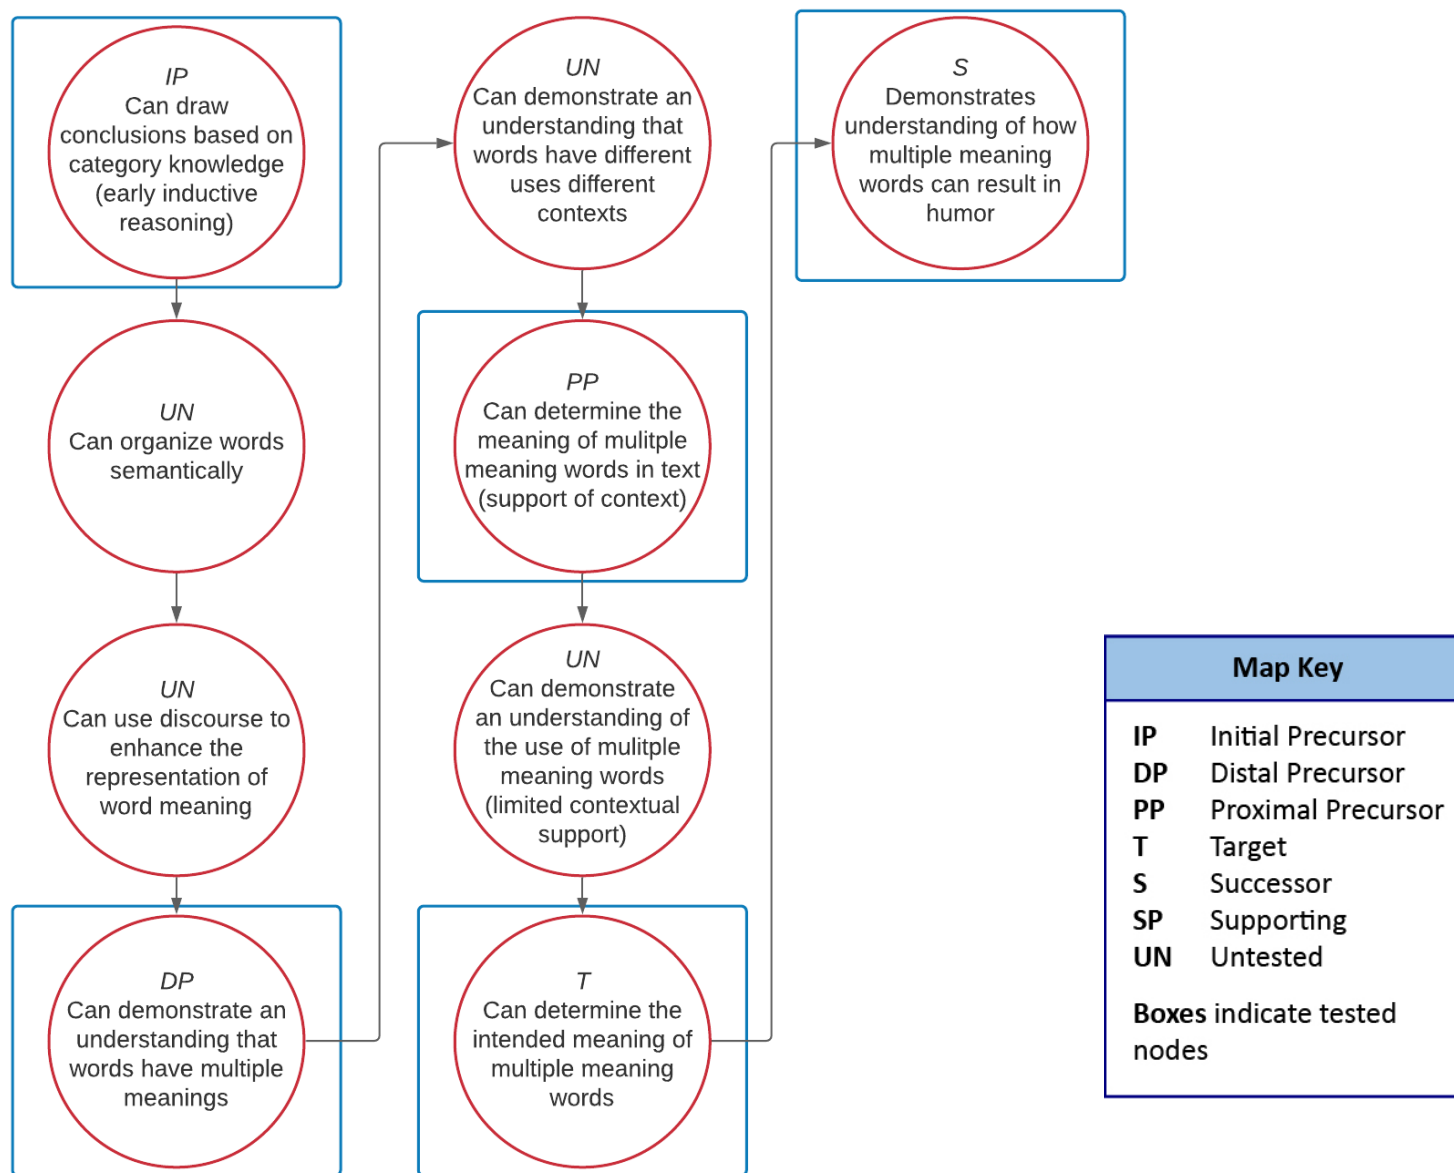 IP
Can draw
conclusions based on
category knowledge
(early inductive
reasoning)
UN
Can organize words
semantically
UN
Can use discourse to
enhance the
representation of
word meaning
DP
Can demonstrate an
understanding that
words have multiple
meanings
UN
Can demonstrate an
understanding that
words have different
uses different
contexts
PP
Can determine the
meaning of mulitple
meaning words in text
(support of context)
UN
Can demonstrate
an understanding of
the use of mulitple
meaning words
(limited contextual
support)
T
Can determine the
intended meaning of
multiple meaning
words
S
Demonstrates
understanding of how
multiple meaning
words can result in
humor
Map Key
IP Initial Precursor
DP Distal Precursor
PP Proximal Precursor
T Target
S Successor
SP Supporting
UN Untested
Boxes indicate tested
nodes